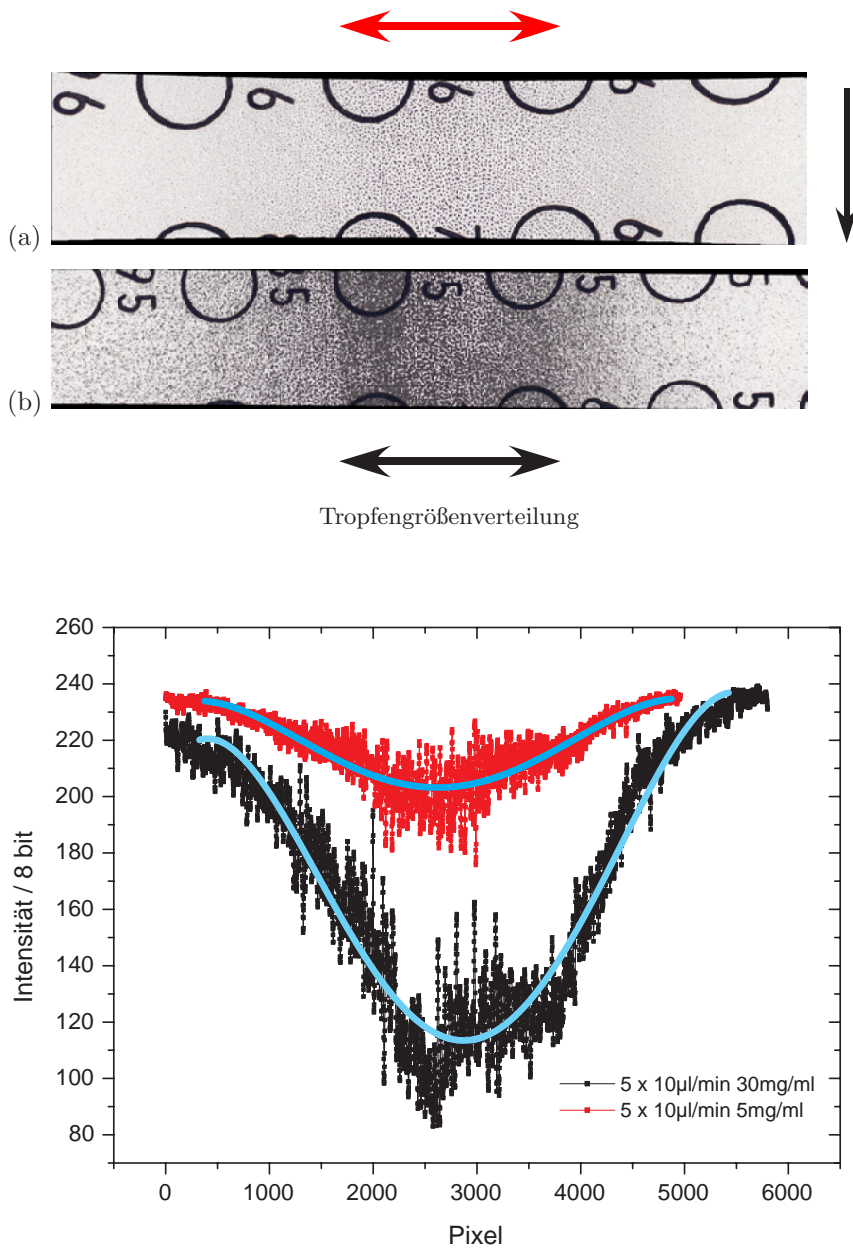 (a)
(b)
Tropfengrößenverteilung
260
240
220
200
180
160
140
120
100
80
Intensität / 8 bit
0 1000 2000 3000 4000 5000 6000
Pixel
5 x 10µl/min 30mg/ml
5 x 10µl/min 5mg/ml